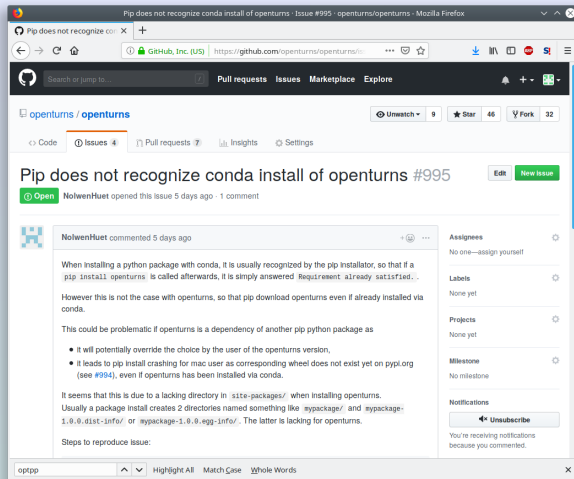 Pip does not recognize conda install of openturns · Issue #995 · openturns/openturns - Mozilla Firefox
Pip does not recognize con
GitHub, Inc. (US) https://github.com/openturns/openturns/is
Search or jump to... / Pull requests Issues Marketplace Explore
openturns / openturns Unwatch 9 Star 46 Fork 32
Code Issues 4 Pull requests 7 Insights Settings
Pip does not recognize conda install of openturns #995 Edit New issue
Open NolwenHuet opened this issue 5 days ago · 1 comment
NolwenHuet commented 5 days ago
When installing a python package with conda, it is usually recognized by the pip installator, so that if a
pip install openturns is called afterwards, it is simply answered Requirement already satisfied. .
However this is not the case with openturns, so that pip download openturns even if already installed via
conda.
This could be problematic if openturns is a dependency of another pip python package as
• it will potentially override the choice by the user of the openturns version,
• it leads to pip install crashing for mac user as corresponding wheel does not exist yet on pypi.org
(see #994), even if openturns has been installed via conda.
It seems that this is due to a lacking directory in site-packages/ when installing openturns.
Usually a package install creates 2 directories named something like mypackage/ and mypackage-
1.0.0.dist-info/ or mypackage-1.0.0.egg-info/ . The latter is lacking for openturns.
Steps to reproduce issue:
Assignees
No one—assign yourself
Labels
None yet
Projects
None yet
Milestone
No milestone
Notifications
Unsubscribe
You're receiving notifications
because you commented.
optpp Highlight All Match Case Whole Words